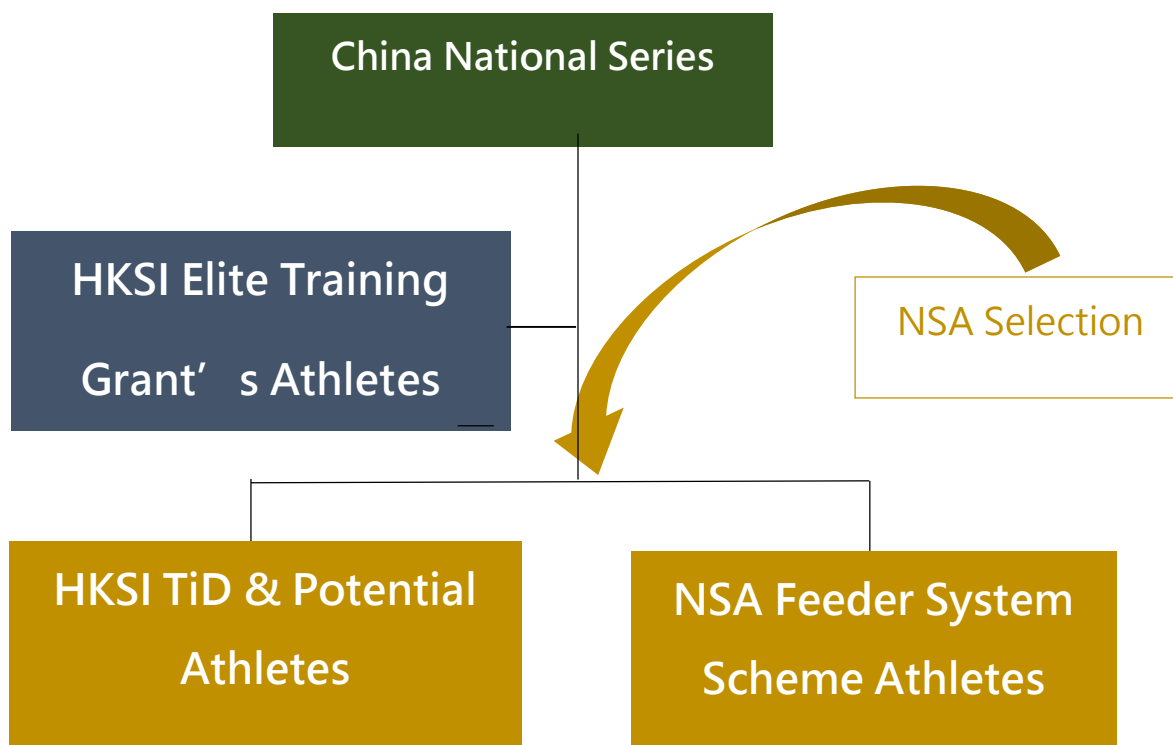 China National Series
HKSI Elite Training
Grant’ s Athletes
NSA Selection
HKSI TiD & Potential
Athletes
NSA Feeder System
Scheme Athletes